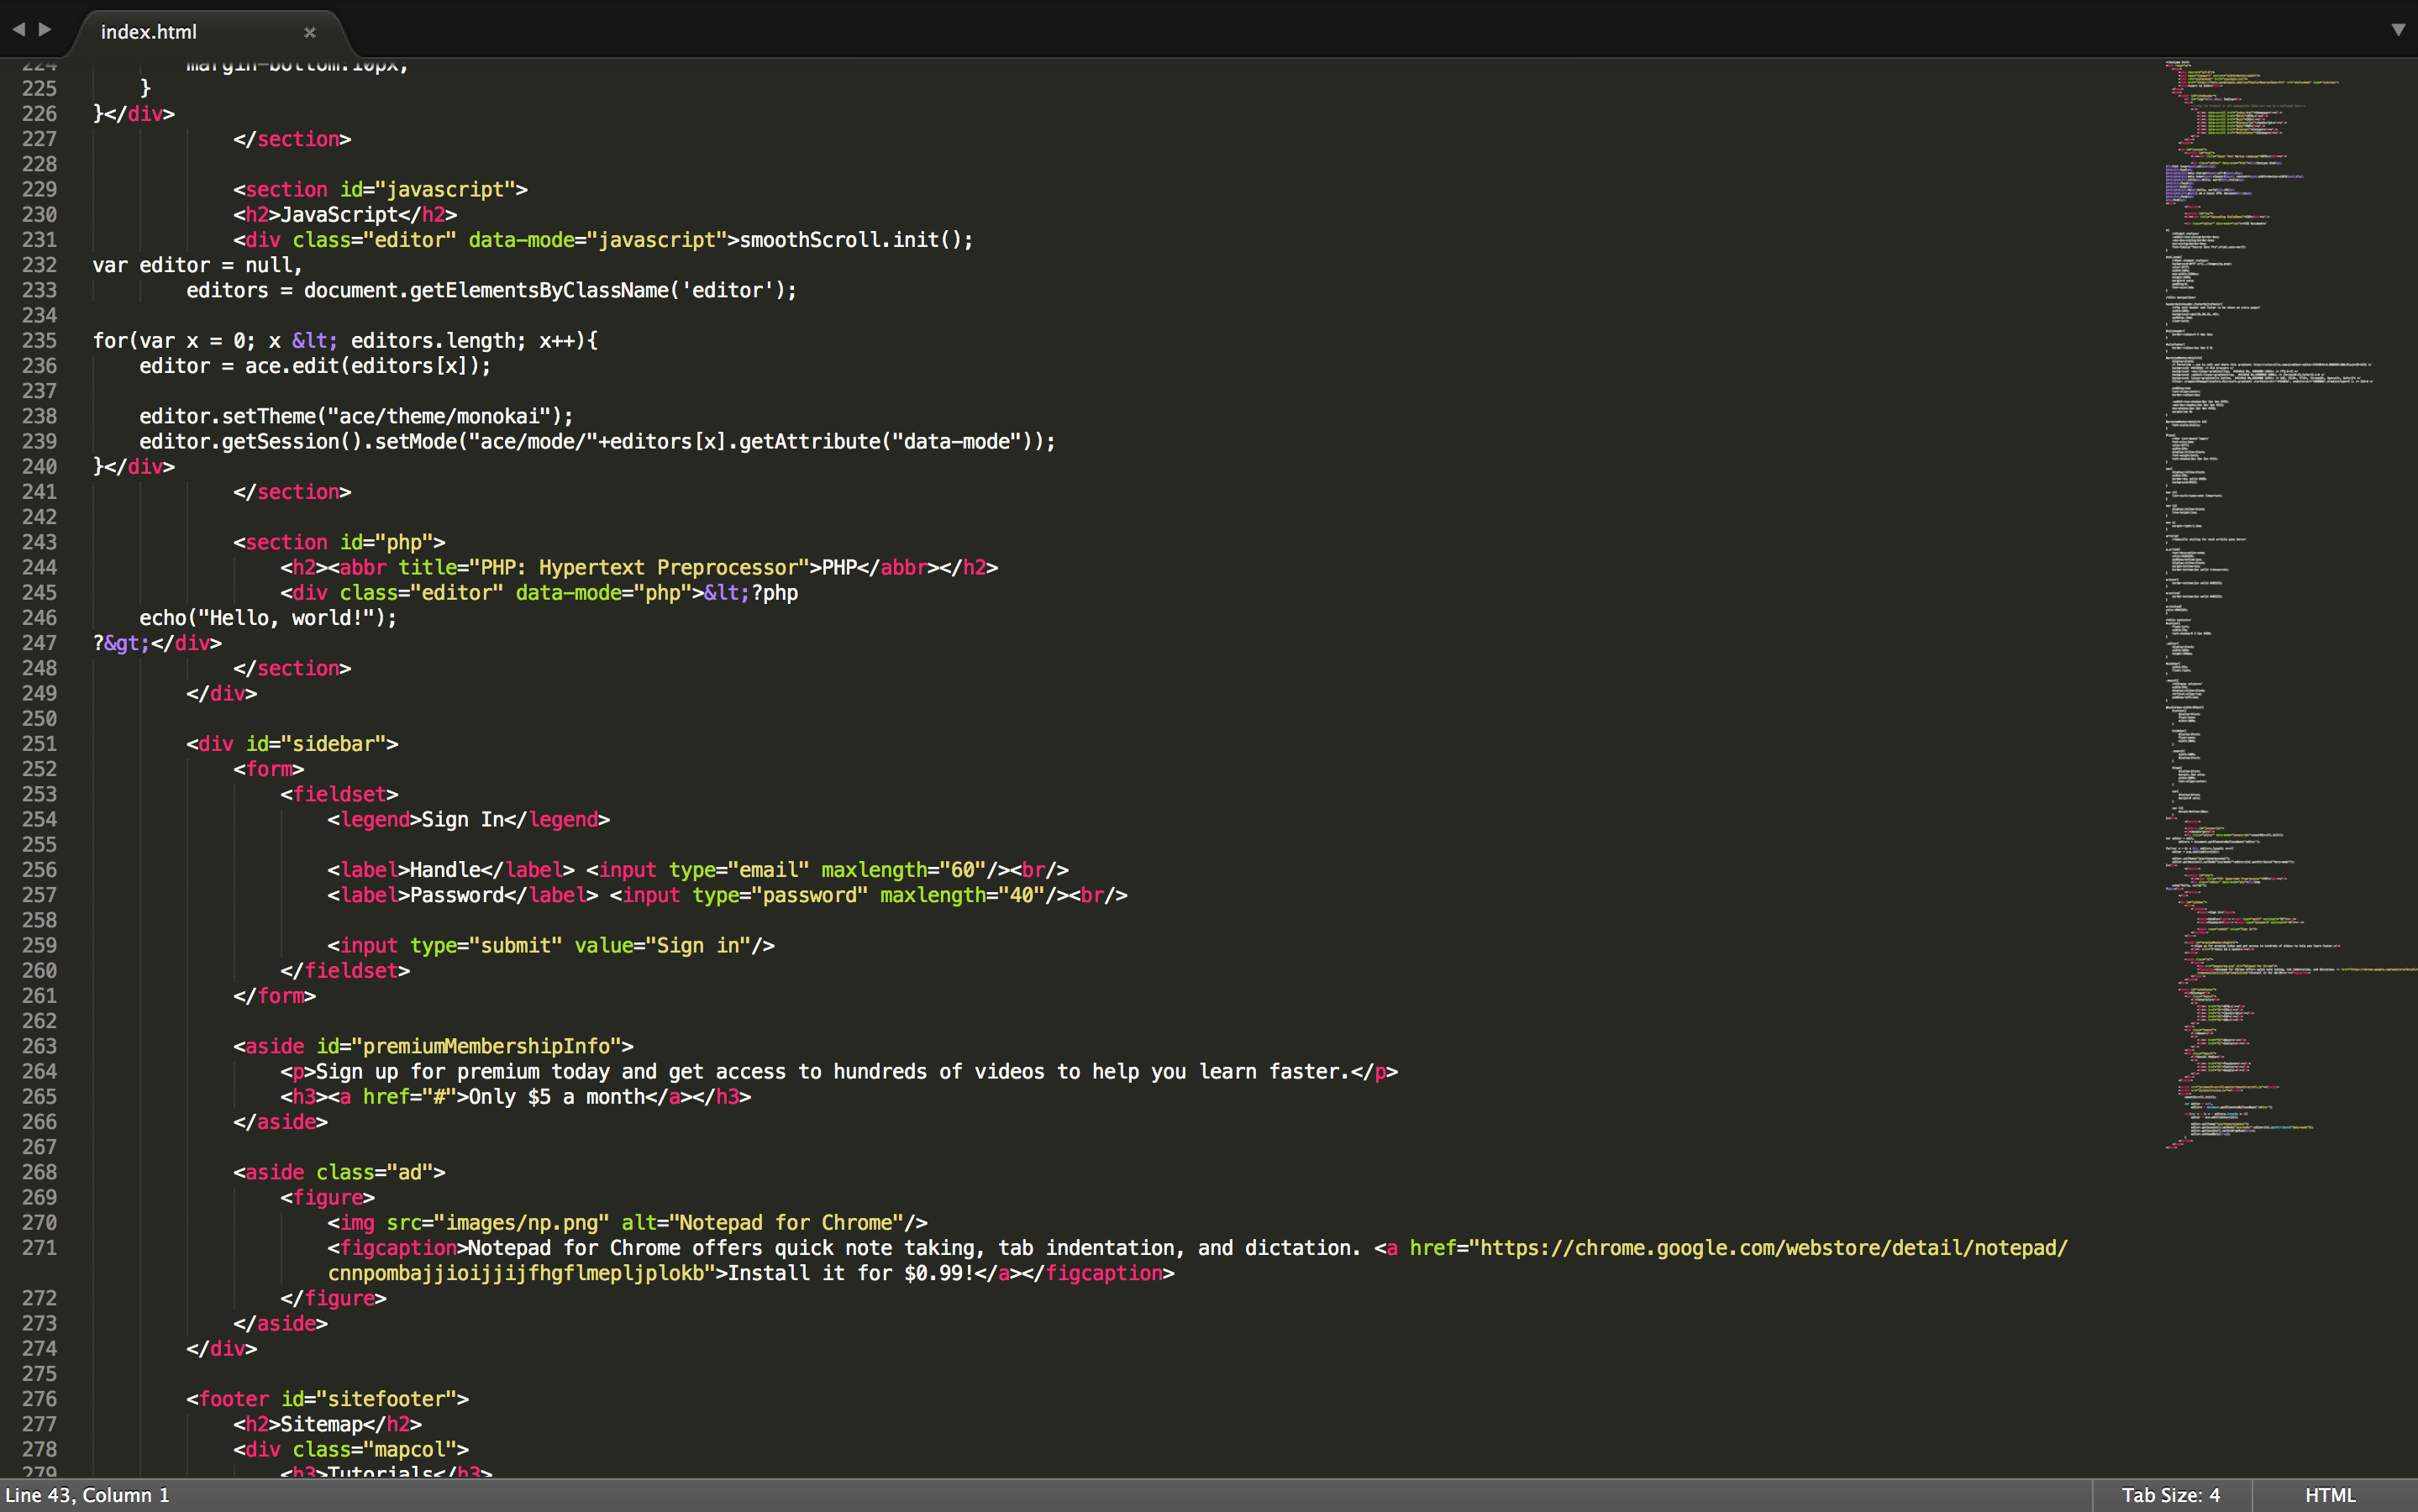 index.html
224 margin-bottom:10px;
225 }
226 }</div>
227 </section>
228
229 <section id="javascript">
230 <h2>JavaScript</h2>
231 <div class="editor" data-mode="javascript">smoothScroll.init();
232 var editor = null,
233 editors = document.getElementsByClassName('editor');
234
235 for(var x = 0; x &lt; editors.length; x++){
236 editor = ace.edit(editors[x]);
237
238 editor.setTheme("ace/theme/monokai");
239 editor.getSession().setMode("ace/mode/"+editors[x].getAttribute("data-mode"));
240 }</div>
241 </section>
242
243 <section id="php">
244 <h2><abbr title="PHP: Hypertext Preprocessor">PHP</abbr></h2>
245 <div class="editor" data-mode="php">&lt;?php
246 echo("Hello, world!");
247 ?&gt;</div>
248 </section>
249 </div>
250
251 <div id="sidebar">
252 <form>
253 <fieldset>
254 <legend>Sign In</legend>
255
256 <label>Handle</label> <input type="email" maxlength="60"/><br/>
257 <label>Password</label> <input type="password" maxlength="40"/><br/>
258
259 <input type="submit" value="Sign in"/>
260 </fieldset>
261 </form>
262
263 <aside id="premiumMembershipInfo">
264 <p>Sign up for premium today and get access to hundreds of videos to help you learn faster.</p>
265 <h3><a href="#">Only $5 a month</a></h3>
266 </aside>
267
268 <aside class="ad">
269 <figure>
270 <img src="images/np.png" alt="Notepad for Chrome"/>
271 <figcaption>Notepad for Chrome offers quick note taking, tab indentation, and dictation. <a href="https://chrome.google.com/webstore/detail/notepad/
cnnpombajjioijjijfhgflmepljplokb">Install it for $0.99!</a></figcaption>
272 </figure>
273 </aside>
274 </div>
275
276 <footer id="sitefooter">
277 <h2>Sitemap</h2>
278 <div class="mapcol">
279 <h3>Tutorials</h3>
Line 43, Column 1
Tab Size: 4
HTML